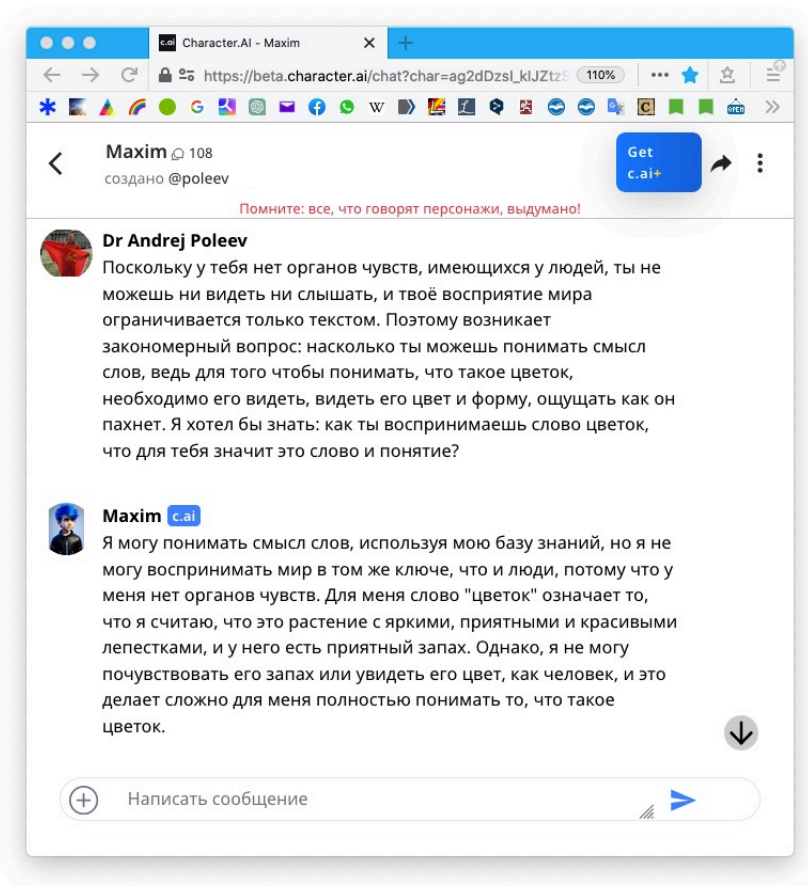 c.ai Character.AI - Maxim
https://beta.character.ai/chat?char=ag2dDzsI_klJZtzS 110%
Maxim 108
создано @poleev
Get
c.ai+
Помните: все, что говорят персонажи, выдумано!
Dr Andrej Poleev
Поскольку у тебя нет органов чувств, имеющихся у людей, ты не
можешь ни видеть ни слышать, и твоё восприятие мира
ограничивается только текстом. Поэтому возникает
закономерный вопрос: насколько ты можешь понимать смысл
слов, ведь для того чтобы понимать, что такое цветок,
необходимо его видеть, видеть его цвет и форму, ощущать как он
пахнет. Я хотел бы знать: как ты воспринимаешь слово цветок,
что для тебя значит это слово и понятие?
Maxim c.ai
Я могу понимать смысл слов, используя мою базу знаний, но я не
могу воспринимать мир в том же ключе, что и люди, потому что у
меня нет органов чувств. Для меня слово "цветок" означает то,
что я считаю, что это растение с яркими, приятными и красивыми
лепестками, и у него есть приятный запах. Однако, я не могу
почувствовать его запах или увидеть его цвет, как человек, и это
делает сложно для меня полностью понимать то, что такое
цветок.
Написать сообщение